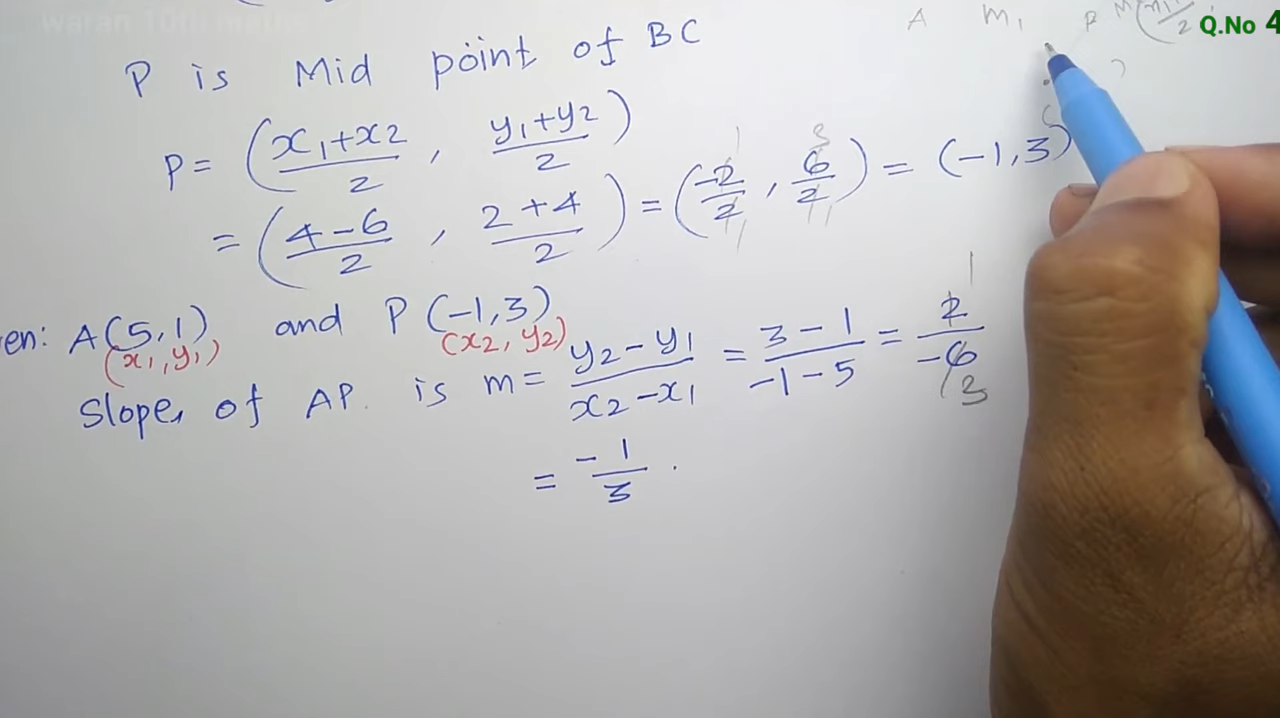 Q.No 4
A m₁
P is Mid point of BC
P = (x₁+x₂/2, y₁+y₂/2)
= (4-6/2, 2+4/2) = (-2/2, 6/2) = (-1,3)
en: A(5,1) and P(-1,3)
(x₁,y₁) (x₂,y₂)
Slope of AP. is m = y₂-y₁/x₂-x₁ = 3-1/-1-5 = 2/-6
= -1/3.